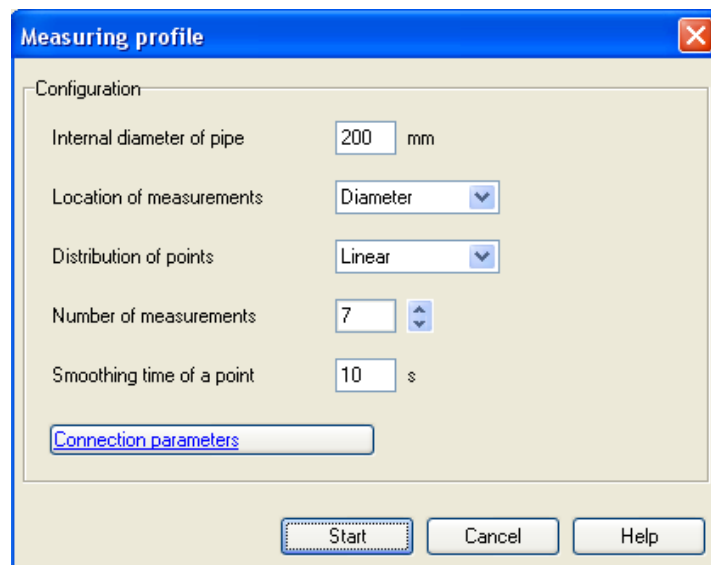 Measuring profile
Configuration
Internal diameter of pipe 200 mm
Location of measurements Diameter
Distribution of points Linear
Number of measurements 7
Smoothing time of a point 10 s
Connection parameters
Start Cancel Help